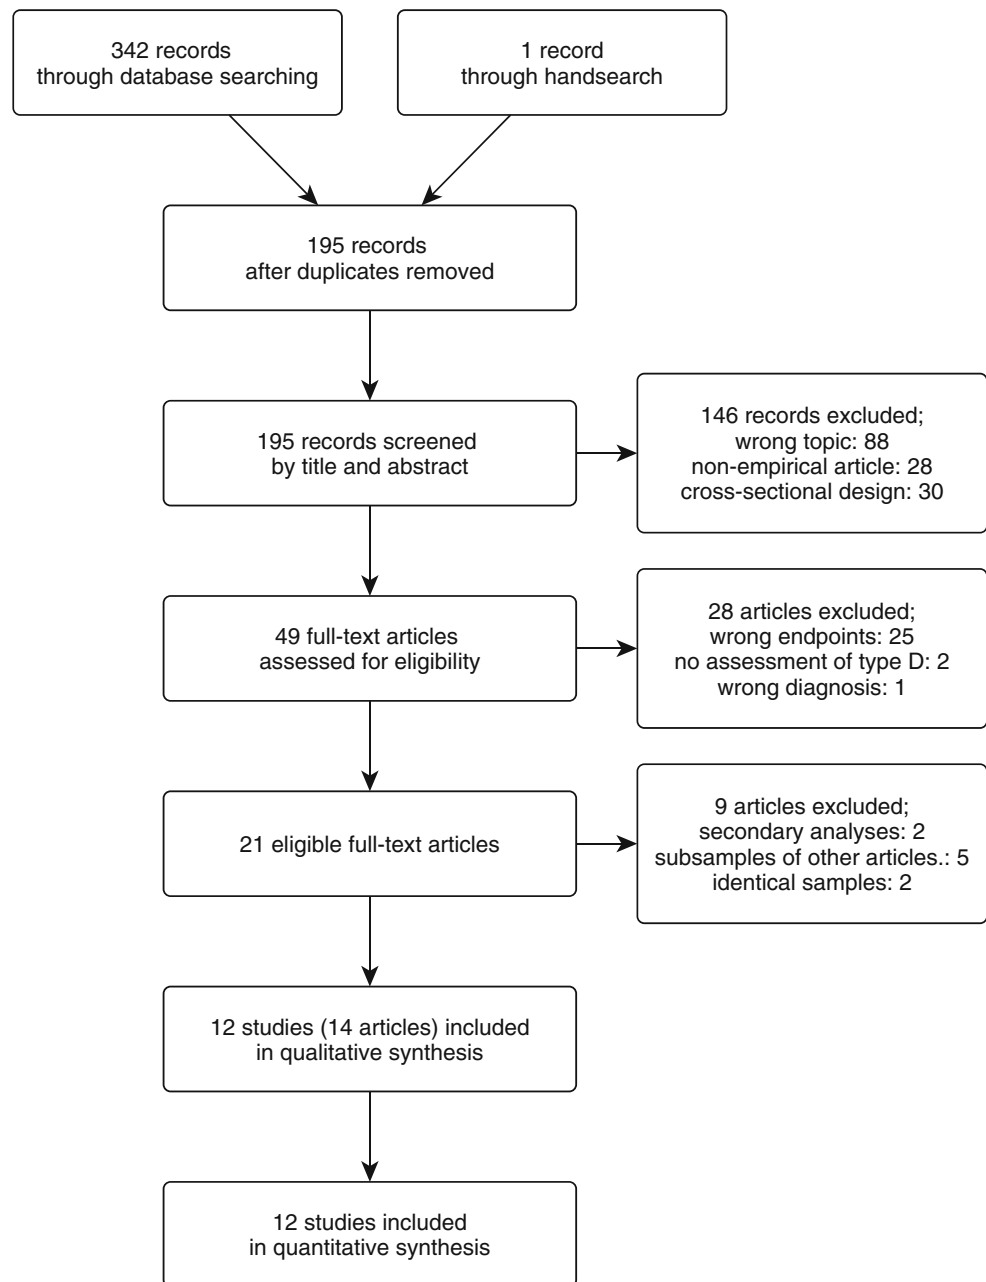 342 records
through database searching
1 record
through handsearch
195 records
after duplicates removed
195 records screened
by title and abstract
146 records excluded;
wrong topic: 88
non-empirical article: 28
cross-sectional design: 30
49 full-text articles
assessed for eligibility
28 articles excluded;
wrong endpoints: 25
no assessment of type D: 2
wrong diagnosis: 1
21 eligible full-text articles
9 articles excluded;
secondary analyses: 2
subsamples of other articles.: 5
identical samples: 2
12 studies (14 articles) included
in qualitative synthesis
12 studies included
in quantitative synthesis